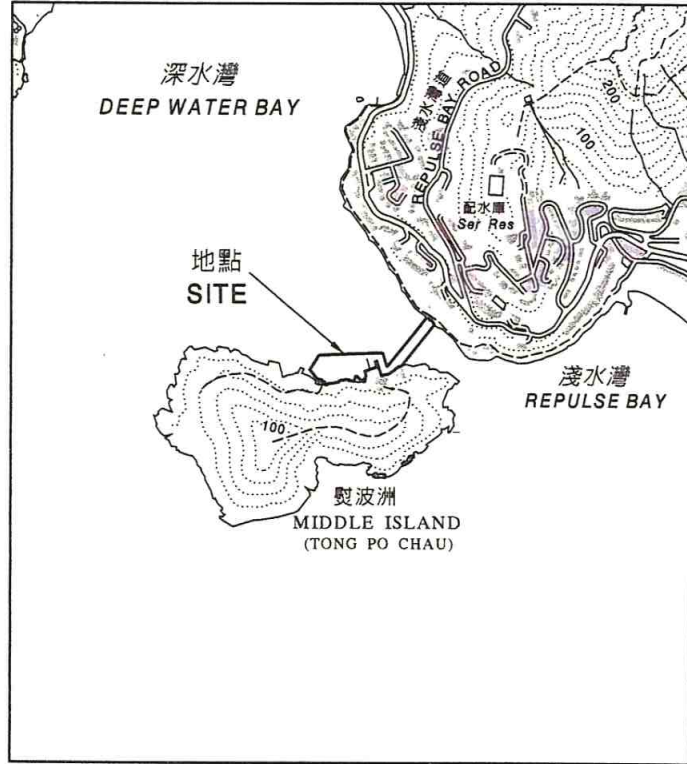 深水灣
DEEP WATER BAY
淺水灣道
REPULSE BAY ROAD
200
100
配水庫
Ser Res
地點
SITE
淺水灣
REPULSE BAY
100
熨波洲
MIDDLE ISLAND
(TONG PO CHAU)